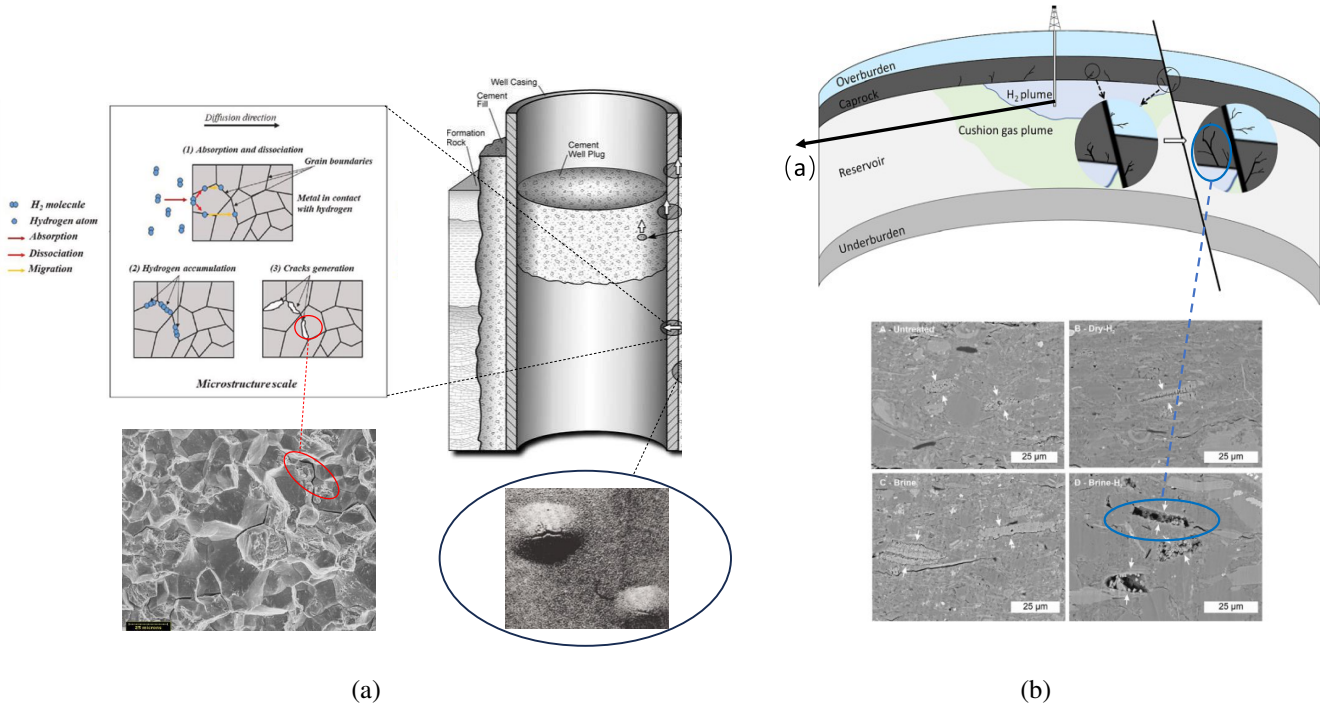 Diffusion direction
(1) Absorption and dissociation
Grain boundaries
Metal in contact
with hydrogen
H2 molecule
Hydrogen atom
Absorption
Dissociation
Migration
(2) Hydrogen accumulation
(3) Cracks generation
Microstructure scale
25 microns
Well Casing
Cement
Fill
Formation
Rock
Cement
Well Plug
(a)
Overburden
Caprock
H2 plume
Cushion gas plume
(a)
Reservoir
Underburden
A - Untreated
25 µm
B - Dry-H2
25 µm
C - Brine
25 µm
D - Brine-H2
25 µm
(b)